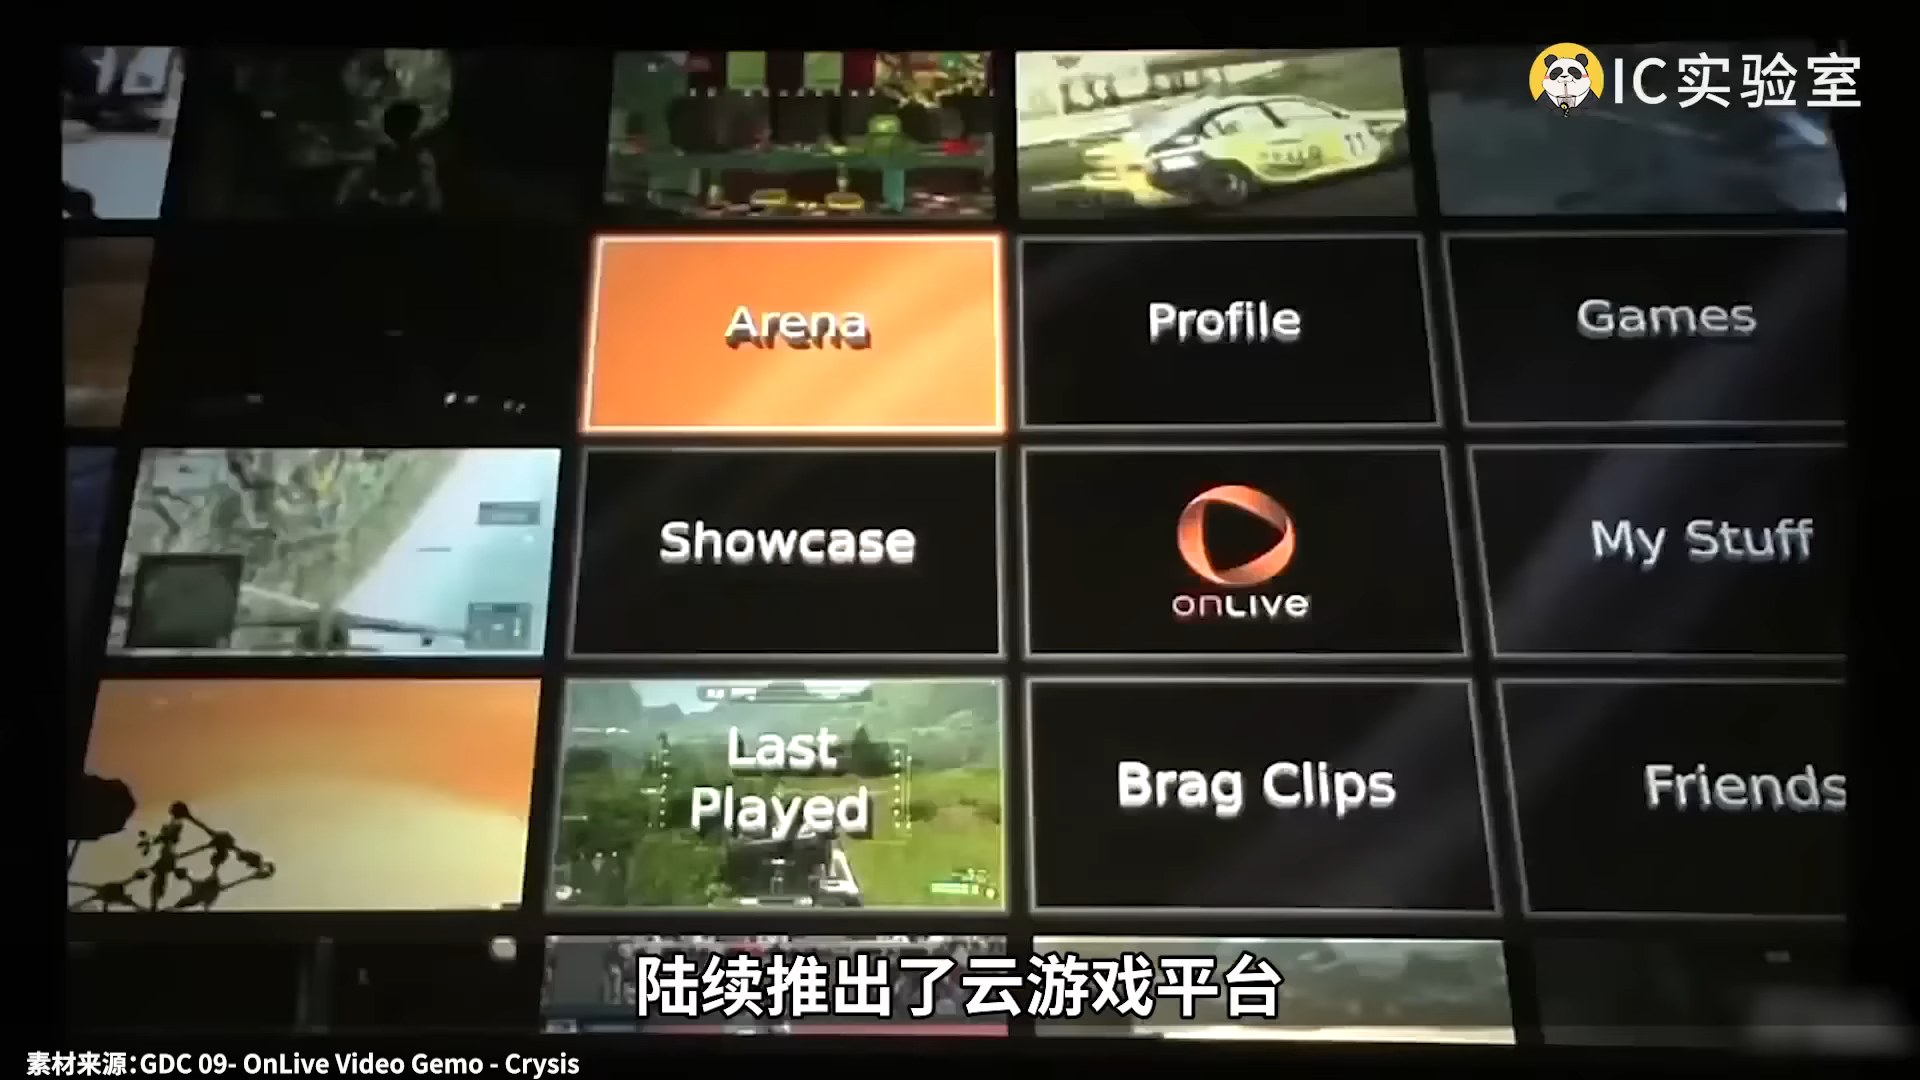 IC实验室
Arena
Profile
Games
Showcase
onLIVE
My Stuff
Last
Played
Brag Clips
Friends
陆续推出了云游戏平台
素材来源:GDC 09- OnLive Video Gemo - Crysis